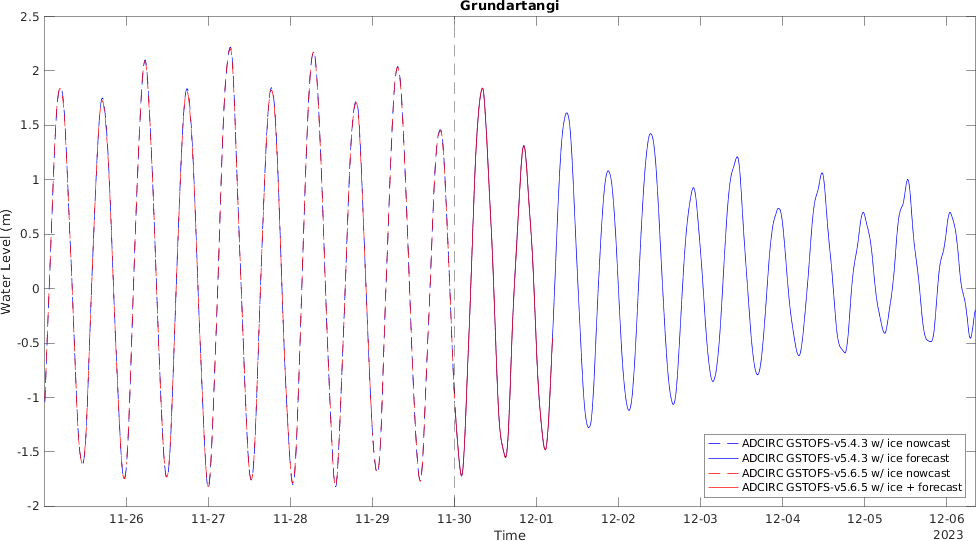 Grundartangi
2.5
2
1.5
1
0.5
0
-0.5
-1
-1.5
-2
Water Level (m)
11-26 11-27 11-28 11-29 11-30 12-01 12-02 12-03 12-04 12-05 12-06
Time
2023
ADCIRC GSTOFS-v5.4.3 w/ ice nowcast
ADCIRC GSTOFS-v5.4.3 w/ ice forecast
ADCIRC GSTOFS-v5.6.5 w/ ice nowcast
ADCIRC GSTOFS-v5.6.5 w/ ice + forecast